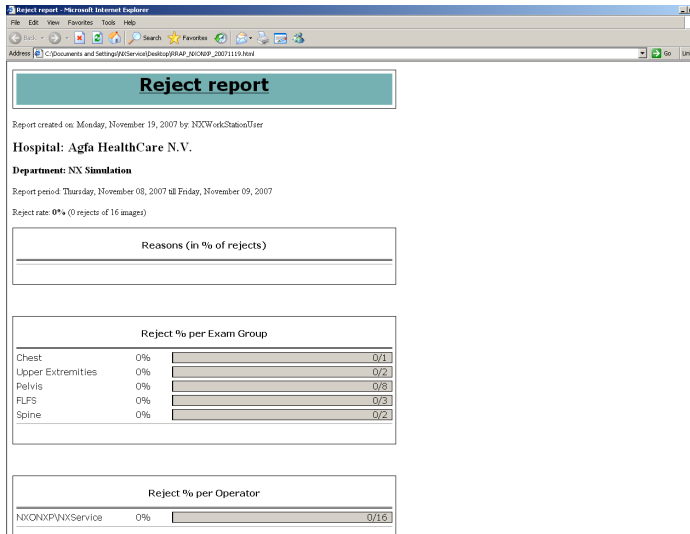 Reject report - Microsoft Internet Explorer
File Edit View Favorites Tools Help
Back Search Favorites
Address C:\Documents and Settings\NXService\Desktop\RRAP_NXONXP_20071119.html Go
Reject report
Report created on: Monday, November 19, 2007 by: NXWorkStationUser
Hospital: Agfa HealthCare N.V.
Department: NX Simulation
Report period: Thursday, November 08, 2007 till Friday, November 09, 2007
Reject rate: 0% (0 rejects of 16 images)
Reasons (in % of rejects)
Reject % per Exam Group
Chest 0% 0/1
Upper Extremities 0% 0/2
Pelvis 0% 0/8
FLFS 0% 0/3
Spine 0% 0/2
Reject % per Operator
NXONXP\NXService 0% 0/16